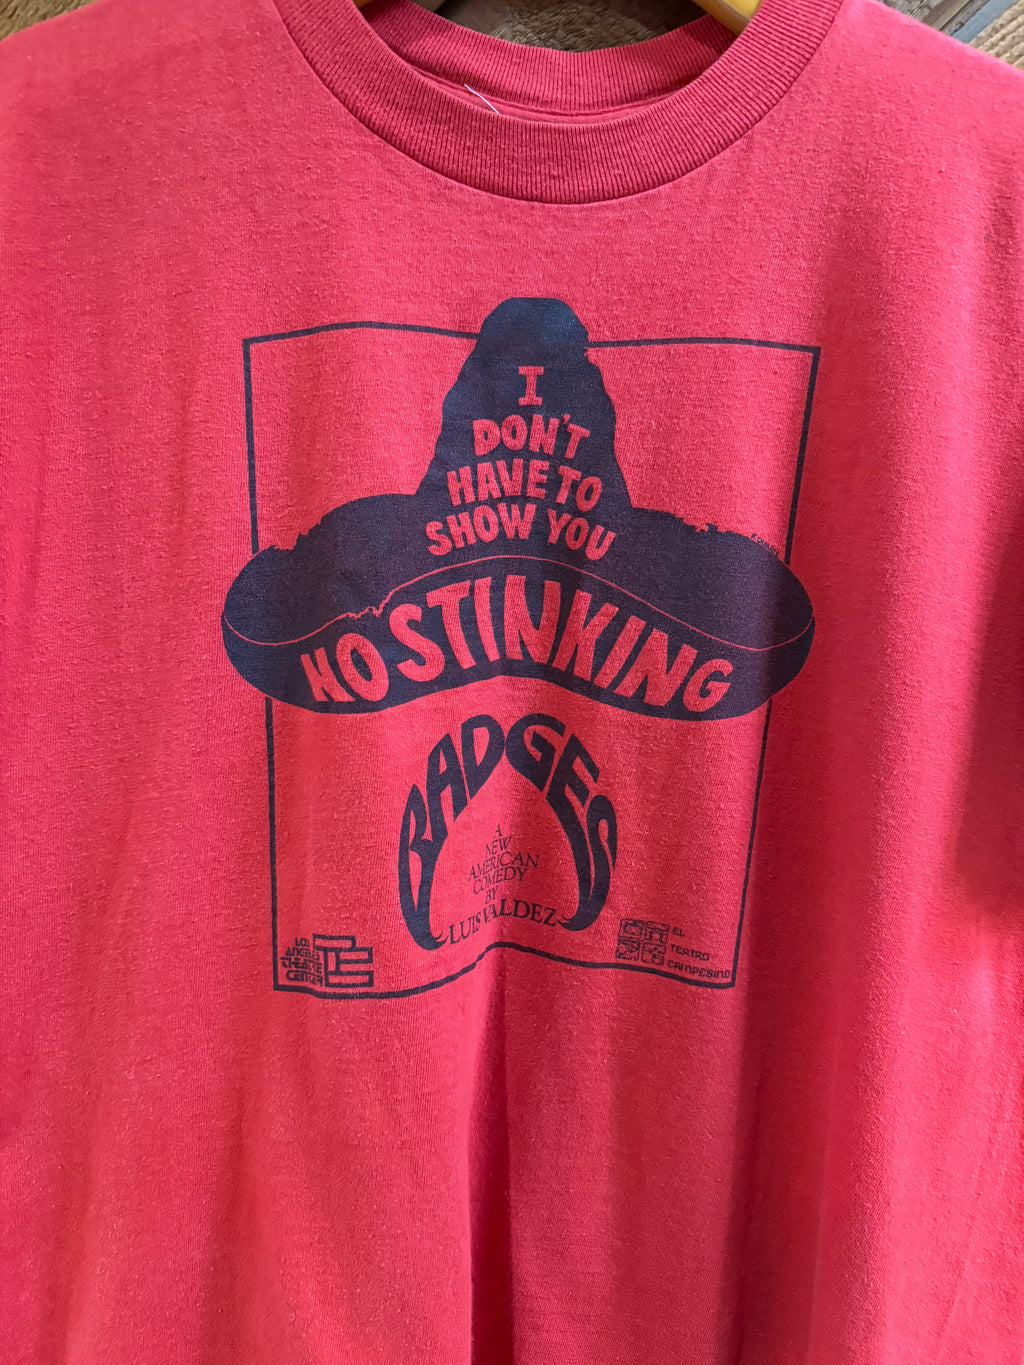 I
DON'T
HAVE TO
SHOW YOU
NO STINKING
BADGES
A
NEW
AMERICAN
COMEDY
BY
LUIS VALDEZ
LOS
ANGELES
THEATRE
CENTER
EL
TEATRO
CAMPESINO